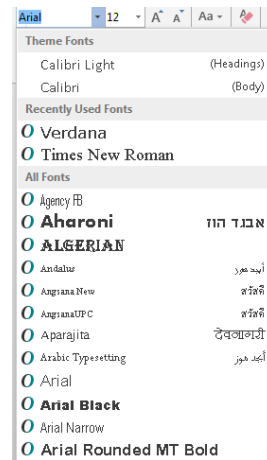 Arial 12 A A Aa
Theme Fonts
Calibri Light (Headings)
Calibri (Body)
Recently Used Fonts
O Verdana
O Times New Roman
All Fonts
O Agency FB
O Aharoni אבגד הוז
O ALGERIAN
O Andalus أبجد هوز
O Angsana New สวัสดี
O AngsanaUPC สวัสดี
O Aparajita देवनागरी
O Arabic Typesetting أبجد هوز
O Arial
O Arial Black
O Arial Narrow
O Arial Rounded MT Bold